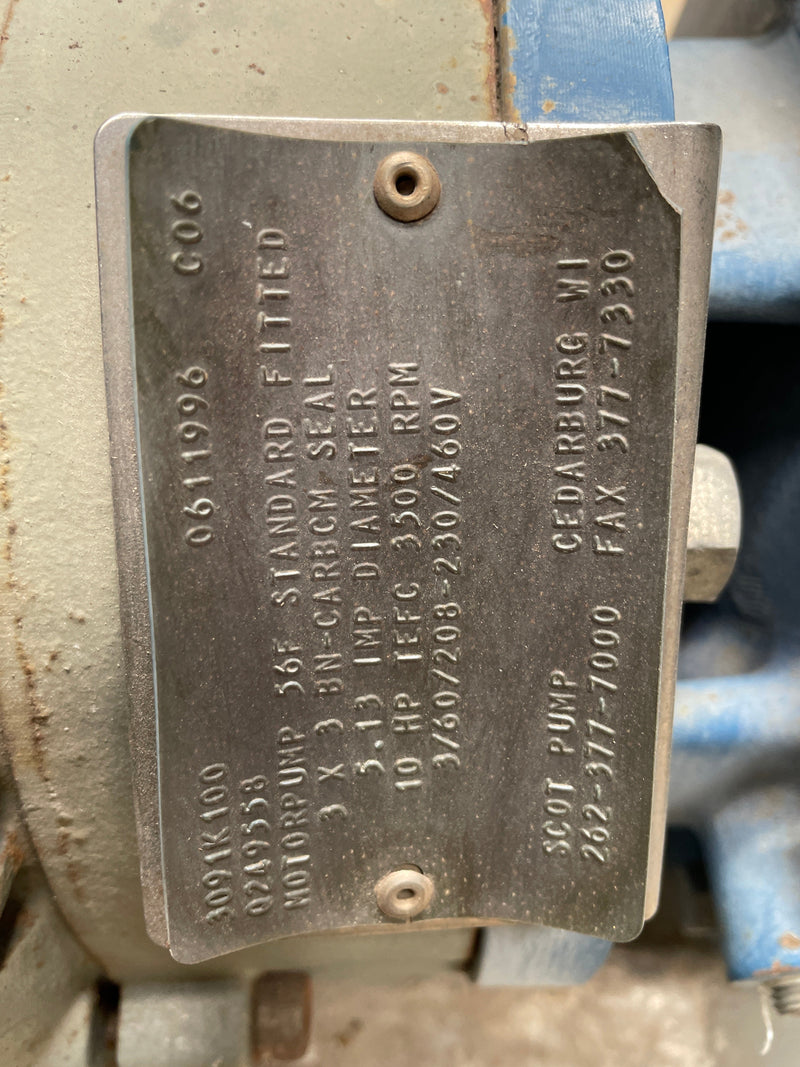 3091K100 0611996 C06
0249558
MOTORPUMP 56F STANDARD FITTED
3 X 3 BN-CARBCM SEAL
5.13 IMP DIAMETER
10 HP TEFC 3500 RPM
3/60/208-230/460V
SCOT PUMP CEDARBURG WI
262-377-7000 FAX 377-7330